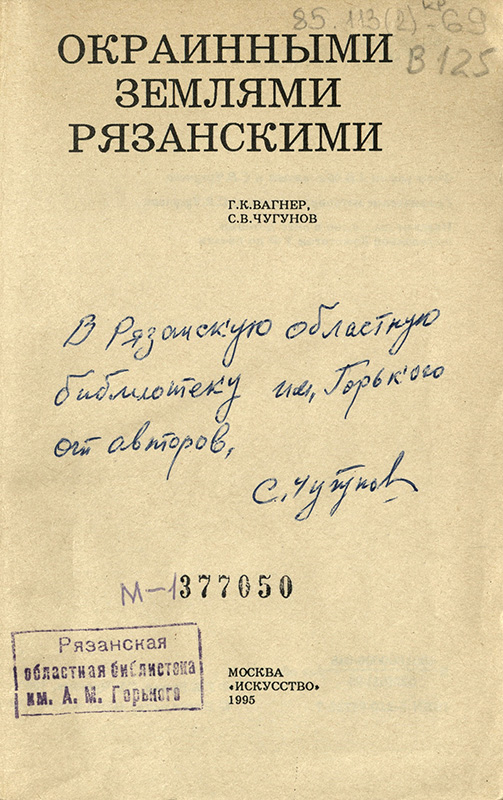 85.113(2) кр-69
В 125
ОКРАИННЫМИ
ЗЕМЛЯМИ
РЯЗАНСКИМИ
Г.К.ВАГНЕР,
С.В.ЧУГУНОВ
В Рязанскую областную
библиотеку им. Горького
от авторов,
С.Чугунов
М-1377050
Рязанская
областная библиотека
им. А. М. Горького
МОСКВА
«ИСКУССТВО»
1995